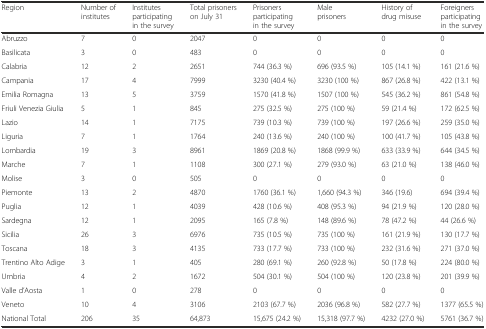 Region Number of institutes Institutes participating in the survey Total prisoners on July 31 Prisoners participating in the survey Male prisoners History of drug misuse Foreigners participating in the survey
Abruzzo 7 0 2047 0 0 0 0
Basilicata 3 0 483 0 0 0 0
Calabria 12 2 2651 744 (36.3 %) 696 (93.5 %) 105 (14.1 %) 161 (21.6 %)
Campania 17 4 7999 3230 (40.4 %) 3230 (100 %) 867 (26.8 %) 422 (13.1 %)
Emilia Romagna 13 5 3759 1570 (41.8 %) 1507 (100 %) 545 (36.2 %) 861 (54.8 %)
Friuli Venezia Giulia 5 1 845 275 (32.5 %) 275 (100 %) 59 (21.4 %) 172 (62.5 %)
Lazio 14 1 7175 739 (10.3 %) 739 (100 %) 197 (26.6 %) 259 (35.0 %)
Liguria 7 1 1764 240 (13.6 %) 240 (100 %) 100 (41.7 %) 105 (43.8 %)
Lombardia 19 3 8961 1869 (20.8 %) 1868 (99.9 %) 633 (33.9 %) 644 (34.5 %)
Marche 7 1 1108 300 (27.1 %) 279 (93.0 %) 63 (21.0 %) 138 (46.0 %)
Molise 3 0 505 0 0 0 0
Piemonte 13 2 4870 1760 (36.1 %) 1,660 (94.3 %) 346 (19.6) 694 (39.4 %)
Puglia 12 1 4039 428 (10.6 %) 408 (95.3 %) 94 (21.9 %) 120 (28.0 %)
Sardegna 12 1 2095 165 (7.8 %) 148 (89.6 %) 78 (47.2 %) 44 (26.6 %)
Sicilia 26 3 6976 735 (10.5 %) 735 (100 %) 161 (21.9 %) 130 (17.7 %)
Toscana 18 3 4135 733 (17.7 %) 733 (100 %) 232 (31.6 %) 271 (37.0 %)
Trentino Alto Adige 3 1 405 280 (69.1 %) 260 (92.8 %) 50 (17.8 %) 224 (80.0 %)
Umbria 4 2 1672 504 (30.1 %) 504 (100 %) 120 (23.8 %) 201 (39.9 %)
Valle d'Aosta 1 0 278 0 0 0 0
Veneto 10 4 3106 2103 (67.7 %) 2036 (96.8 %) 582 (27.7 %) 1377 (65.5 %)
National Total 206 35 64,873 15,675 (24.2 %) 15,318 (97.7 %) 4232 (27.0 %) 5761 (36.7 %)